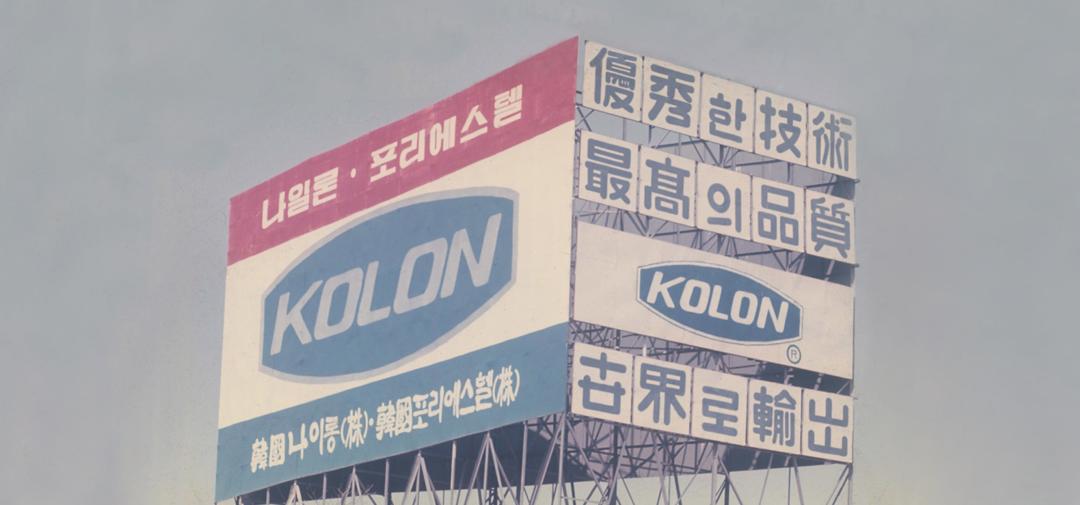 나일론·포리에스텔
KOLON
韓國나이롱(株)·韓國포리에스텔(株)
優秀한技術
最高의品質
KOLON
®
世界로輸出